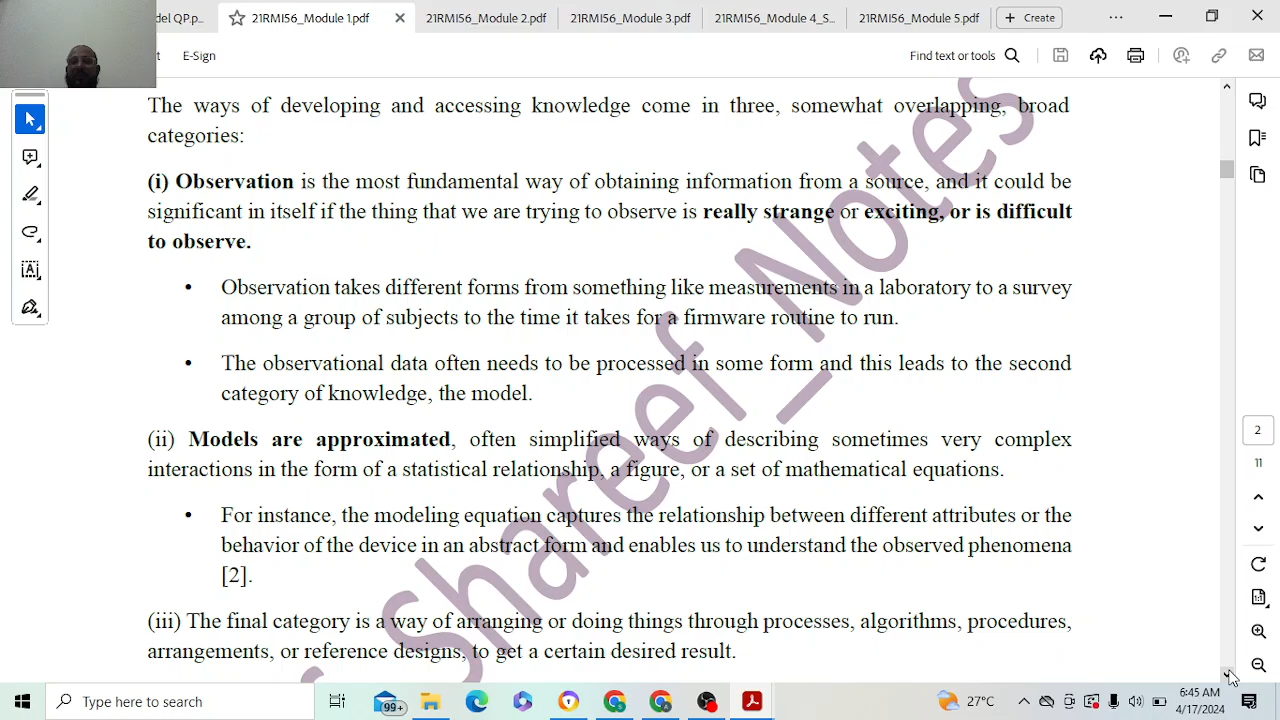 del QP.p...
21RMI56_Module 1.pdf
21RMI56_Module 2.pdf
21RMI56_Module 3.pdf
21RMI56_Module 4_S...
21RMI56_Module 5.pdf
+ Create
E-Sign
Find text or tools
The ways of developing and accessing knowledge come in three, somewhat overlapping, broad
categories:
(i) Observation is the most fundamental way of obtaining information from a source, and it could be
significant in itself if the thing that we are trying to observe is really strange or exciting, or is difficult
to observe.
• Observation takes different forms from something like measurements in a laboratory to a survey
among a group of subjects to the time it takes for a firmware routine to run.
• The observational data often needs to be processed in some form and this leads to the second
category of knowledge, the model.
(ii) Models are approximated, often simplified ways of describing sometimes very complex
interactions in the form of a statistical relationship, a figure, or a set of mathematical equations.
• For instance, the modeling equation captures the relationship between different attributes or the
behavior of the device in an abstract form and enables us to understand the observed phenomena
[2].
(iii) The final category is a way of arranging or doing things through processes, algorithms, procedures,
arrangements, or reference designs, to get a certain desired result.
Shareef_Notes
2
11
Type here to search
99+
27°C
6:45 AM
4/17/2024